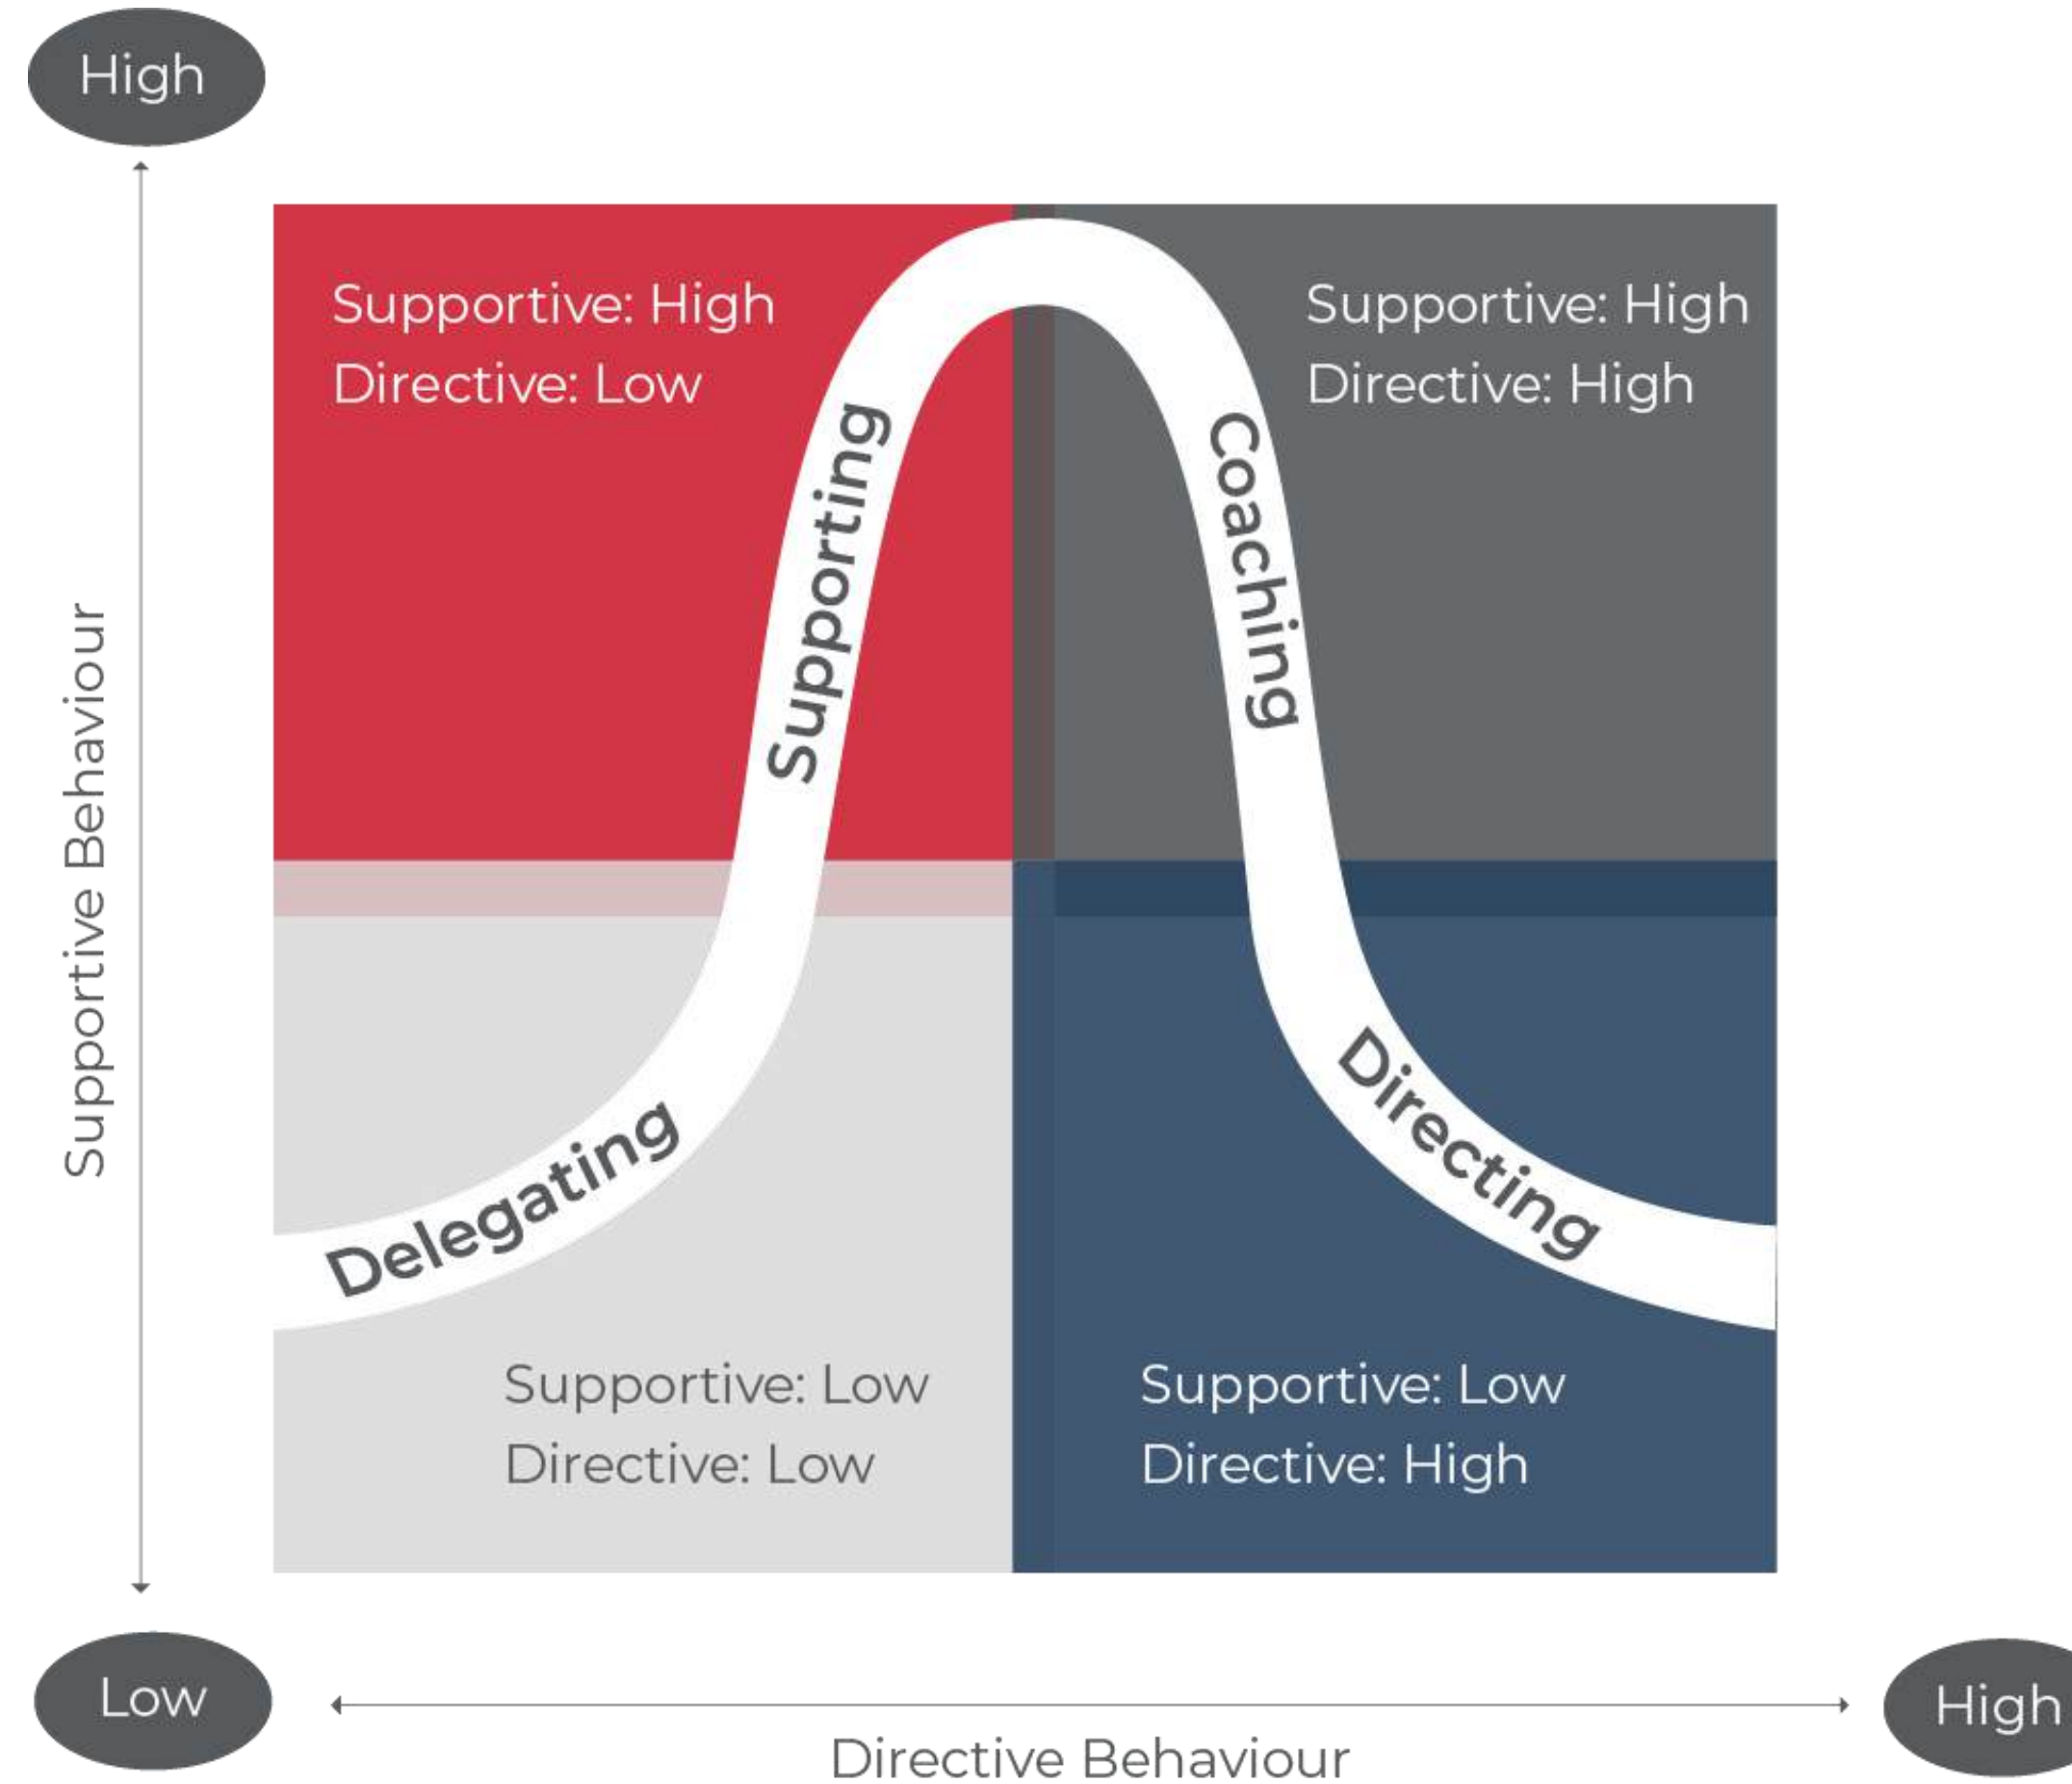 High
Supportive Behaviour
Supportive: High
Directive: Low
Supportive: High
Directive: High
Supporting
Coaching
Delegating
Directing
Supportive: Low
Directive: Low
Supportive: Low
Directive: High
Low
High
Directive Behaviour